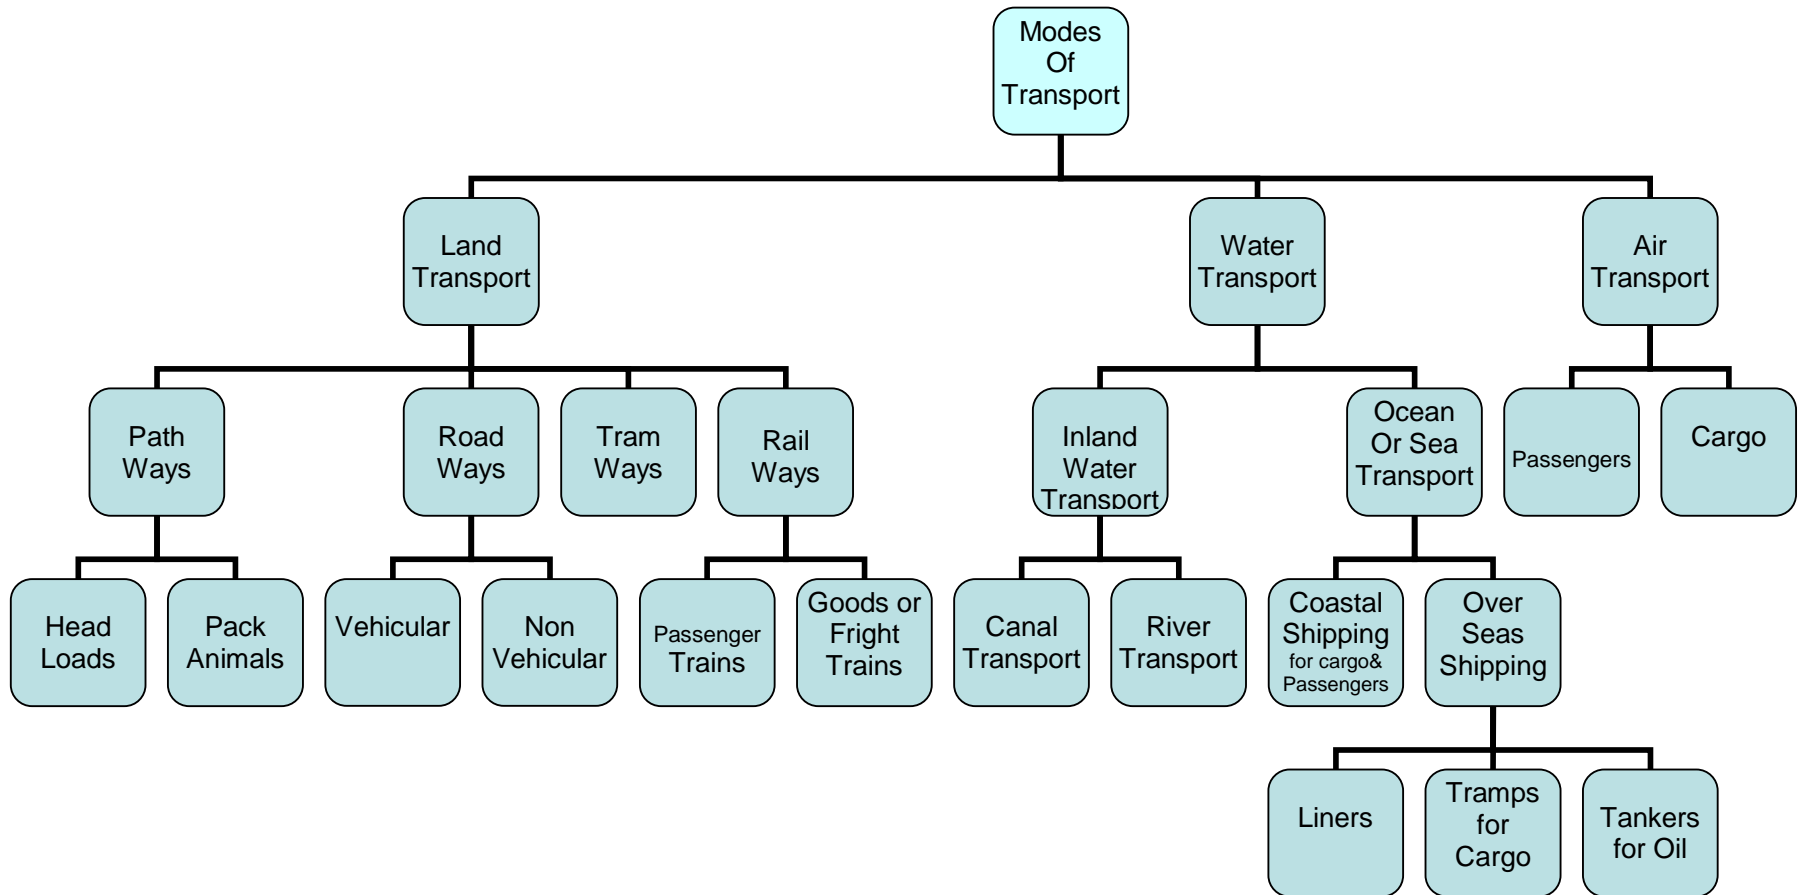 Modes
Of
Transport
Land
Transport
Water
Transport
Air
Transport
Path
Ways
Road
Ways
Tram
Ways
Rail
Ways
Inland
Water
Transport
Ocean
Or Sea
Transport
Passengers
Cargo
Head
Loads
Pack
Animals
Vehicular
Non
Vehicular
Passenger
Trains
Goods or
Fright
Trains
Canal
Transport
River
Transport
Coastal
Shipping
for cargo&
Passengers
Over
Seas
Shipping
Liners
Tramps
for
Cargo
Tankers
for Oil